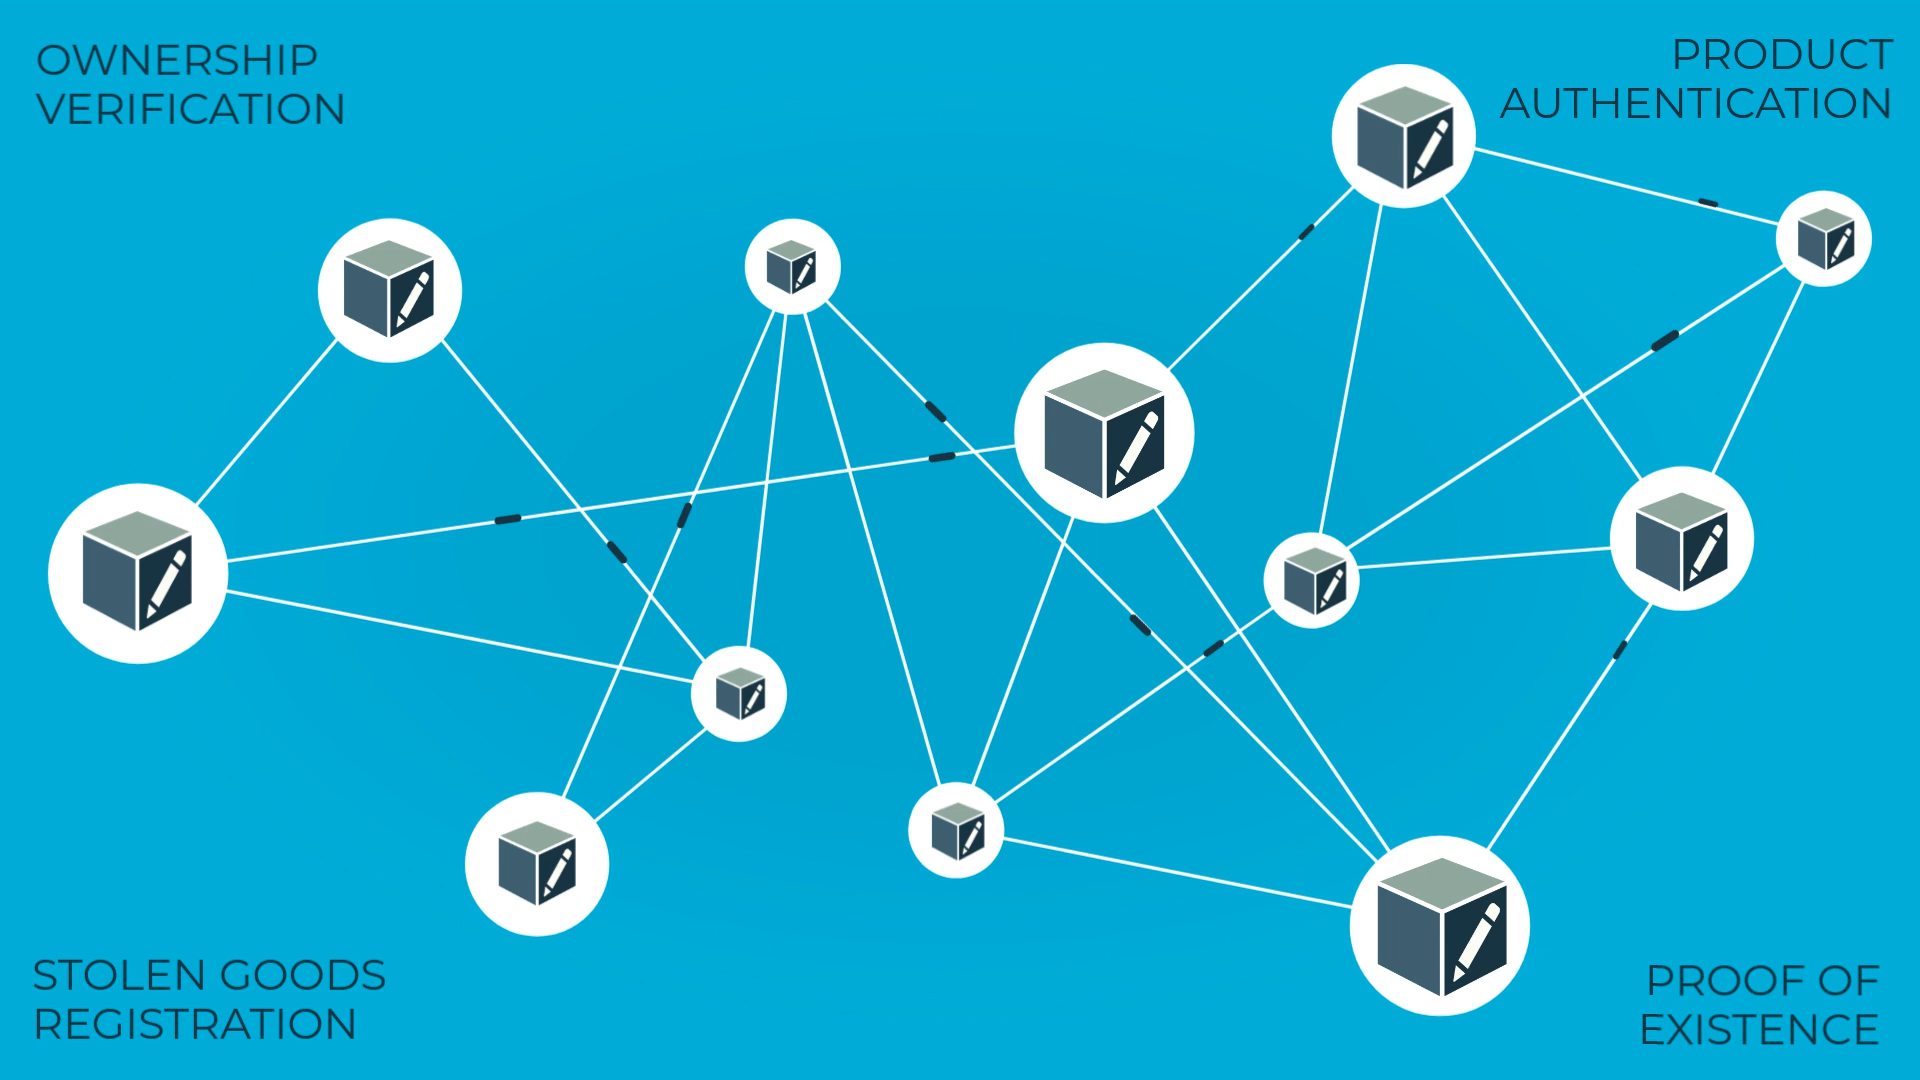 OWNERSHIP
VERIFICATION
PRODUCT
AUTHENTICATION
STOLEN GOODS
REGISTRATION
PROOF OF
EXISTENCE